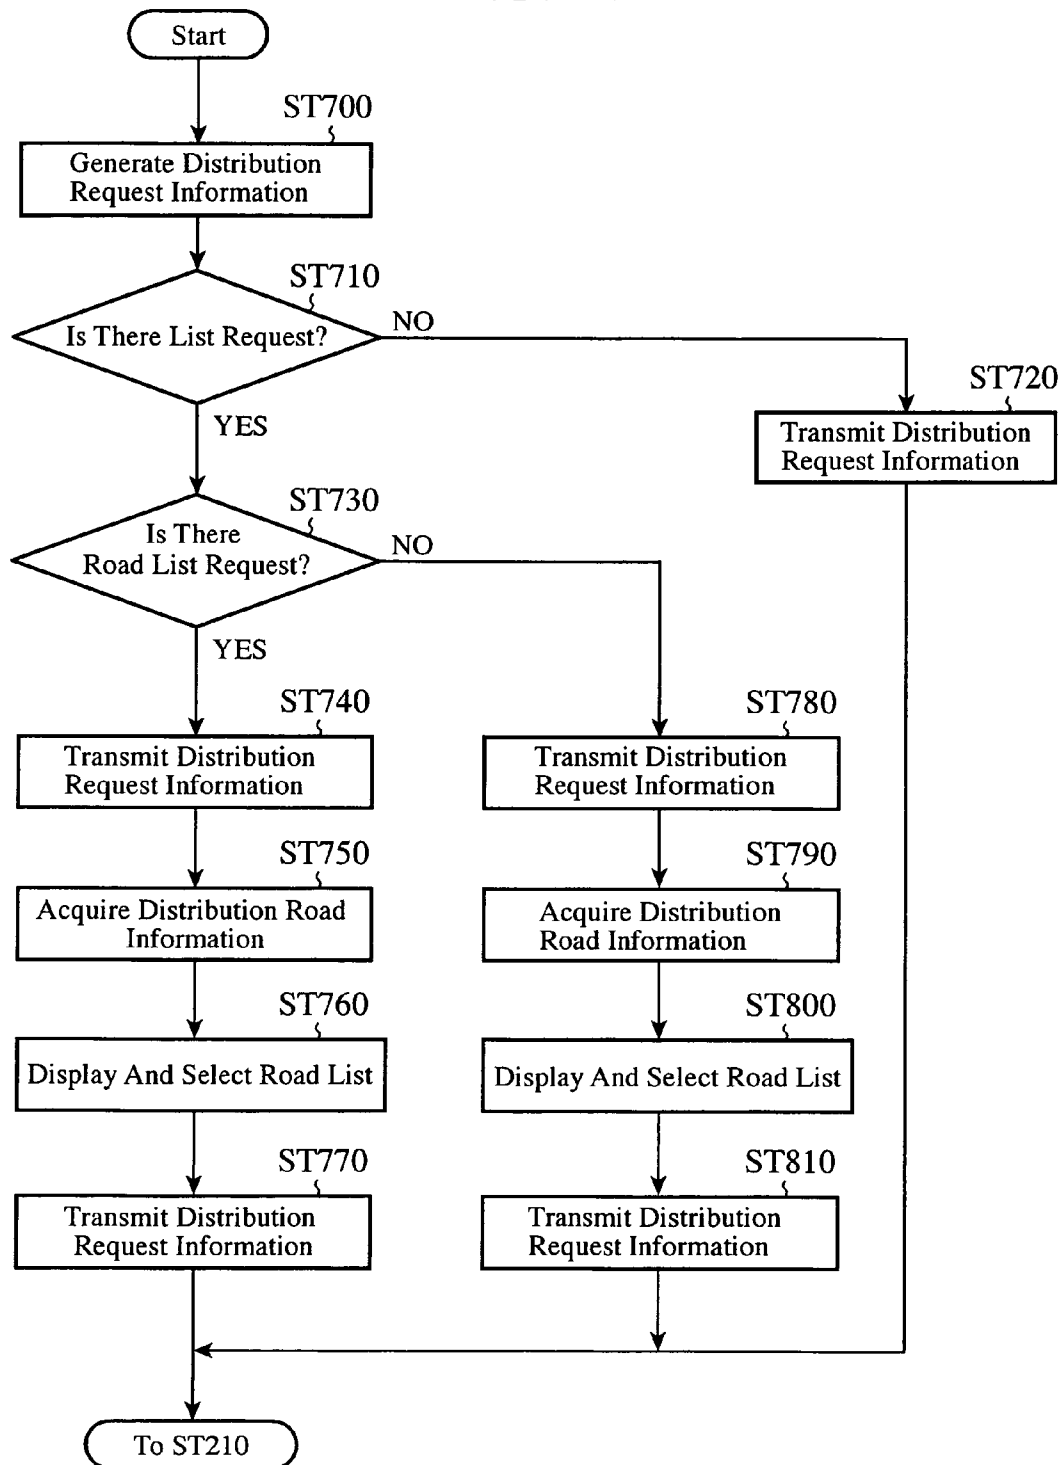 Start
ST700
Generate Distribution
Request Information
ST710
Is There List Request?
NO
YES
ST720
Transmit Distribution
Request Information
ST730
Is There
Road List Request?
NO
YES
ST740
Transmit Distribution
Request Information
ST780
Transmit Distribution
Request Information
ST750
Acquire Distribution Road
Information
ST790
Acquire Distribution
Road Information
ST760
Display And Select Road List
ST800
Display And Select Road List
ST770
Transmit Distribution
Request Information
ST810
Transmit Distribution
Request Information
To ST210